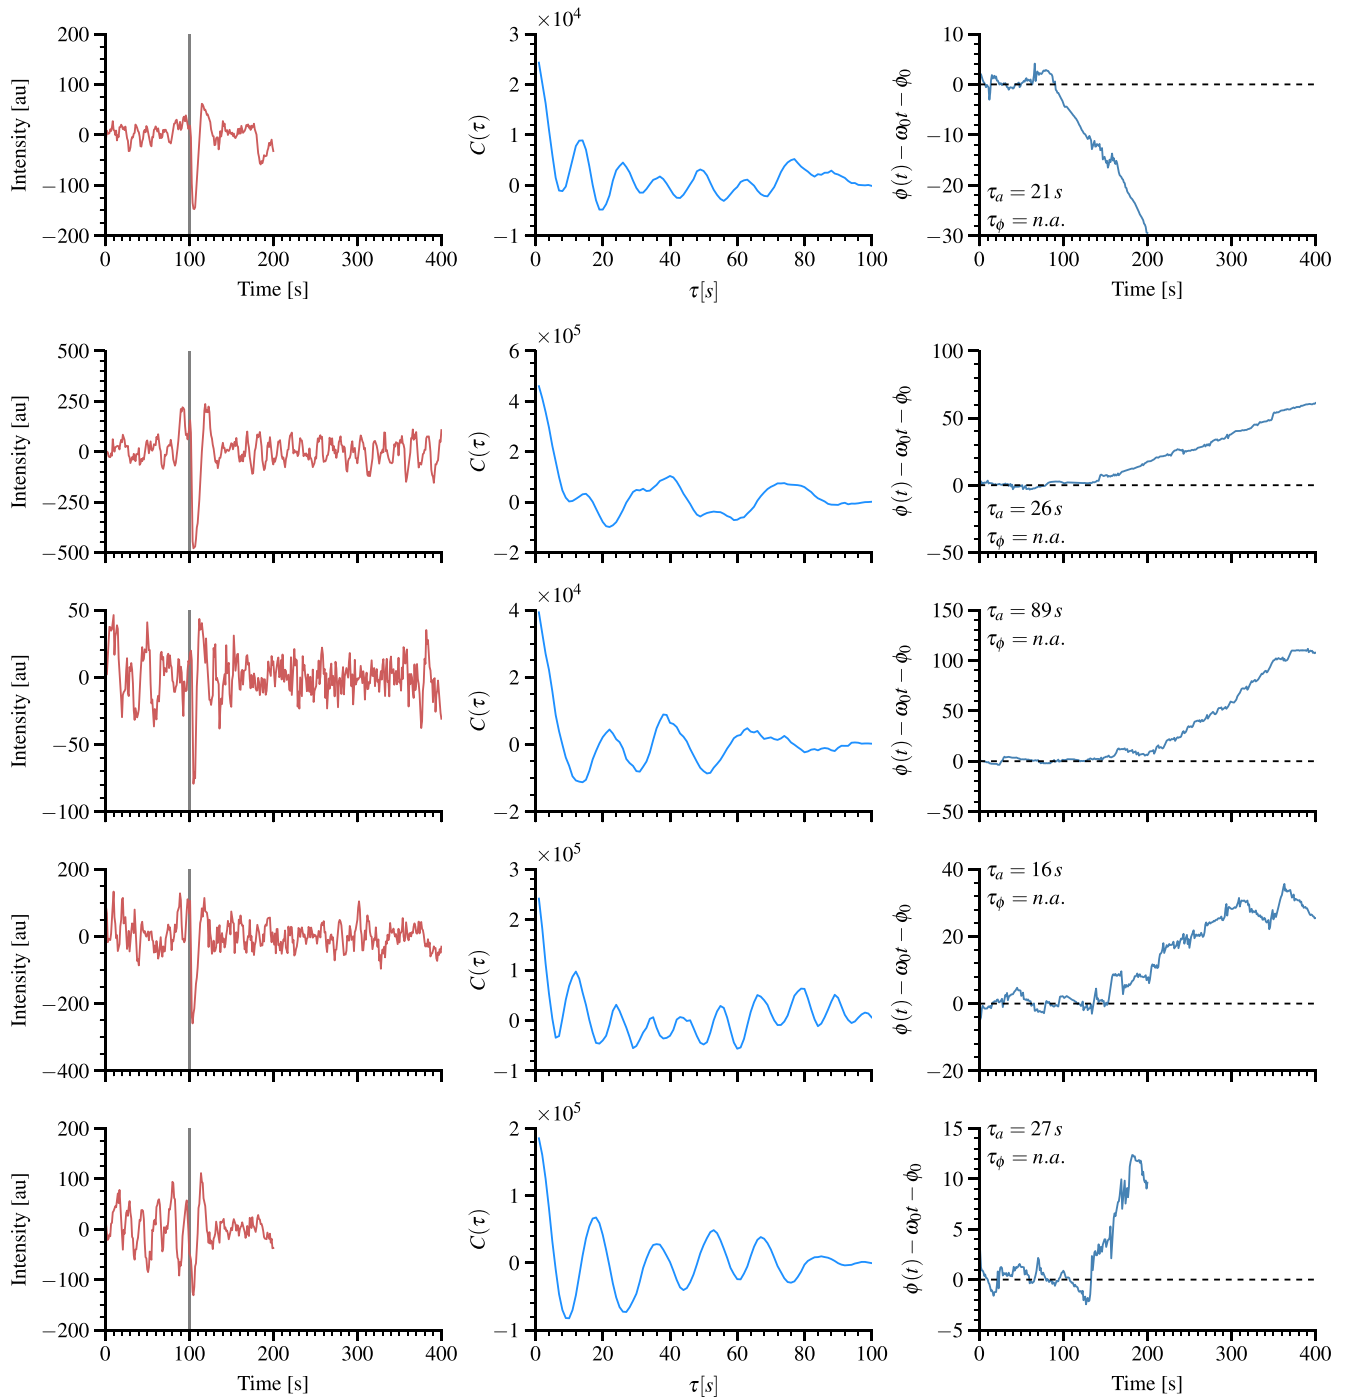 200
100
0
−100
−200
Intensity [au]
0 100 200 300 400
Time [s]
×10⁴
3
2
1
0
−1
C(τ)
0 20 40 60 80 100
τ[s]
10
0
−10
−20
−30
ϕ(t) − ω₀t − ϕ₀
τₐ = 21 s
τ_ϕ = n.a.
0 100 200 300 400
Time [s]
500
250
0
−250
−500
Intensity [au]
×10⁵
6
4
2
0
−2
C(τ)
100
50
0
−50
ϕ(t) − ω₀t − ϕ₀
τₐ = 26 s
τ_ϕ = n.a.
50
0
−50
−100
Intensity [au]
×10⁴
4
2
0
−2
C(τ)
150
100
50
0
−50
ϕ(t) − ω₀t − ϕ₀
τₐ = 89 s
τ_ϕ = n.a.
200
0
−200
−400
Intensity [au]
×10⁵
3
2
1
0
−1
C(τ)
40
20
0
−20
ϕ(t) − ω₀t − ϕ₀
τₐ = 16 s
τ_ϕ = n.a.
200
100
0
−100
−200
Intensity [au]
0 100 200 300 400
Time [s]
×10⁵
2
1
0
−1
C(τ)
0 20 40 60 80 100
τ[s]
15
10
5
0
−5
ϕ(t) − ω₀t − ϕ₀
τₐ = 27 s
τ_ϕ = n.a.
0 100 200 300 400
Time [s]